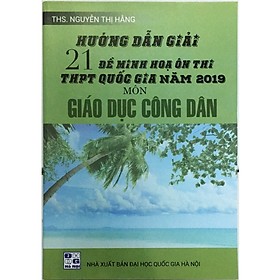 THS. NGUYỄN THỊ HẰNG
HƯỚNG DẪN GIẢI
21 ĐỀ MINH HOẠ ÔN THI
THPT QUỐC GIA NĂM 2019
MÔN
GIÁO DỤC CÔNG DÂN
NHÀ XUẤT BẢN ĐẠI HỌC QUỐC GIA HÀ NỘI